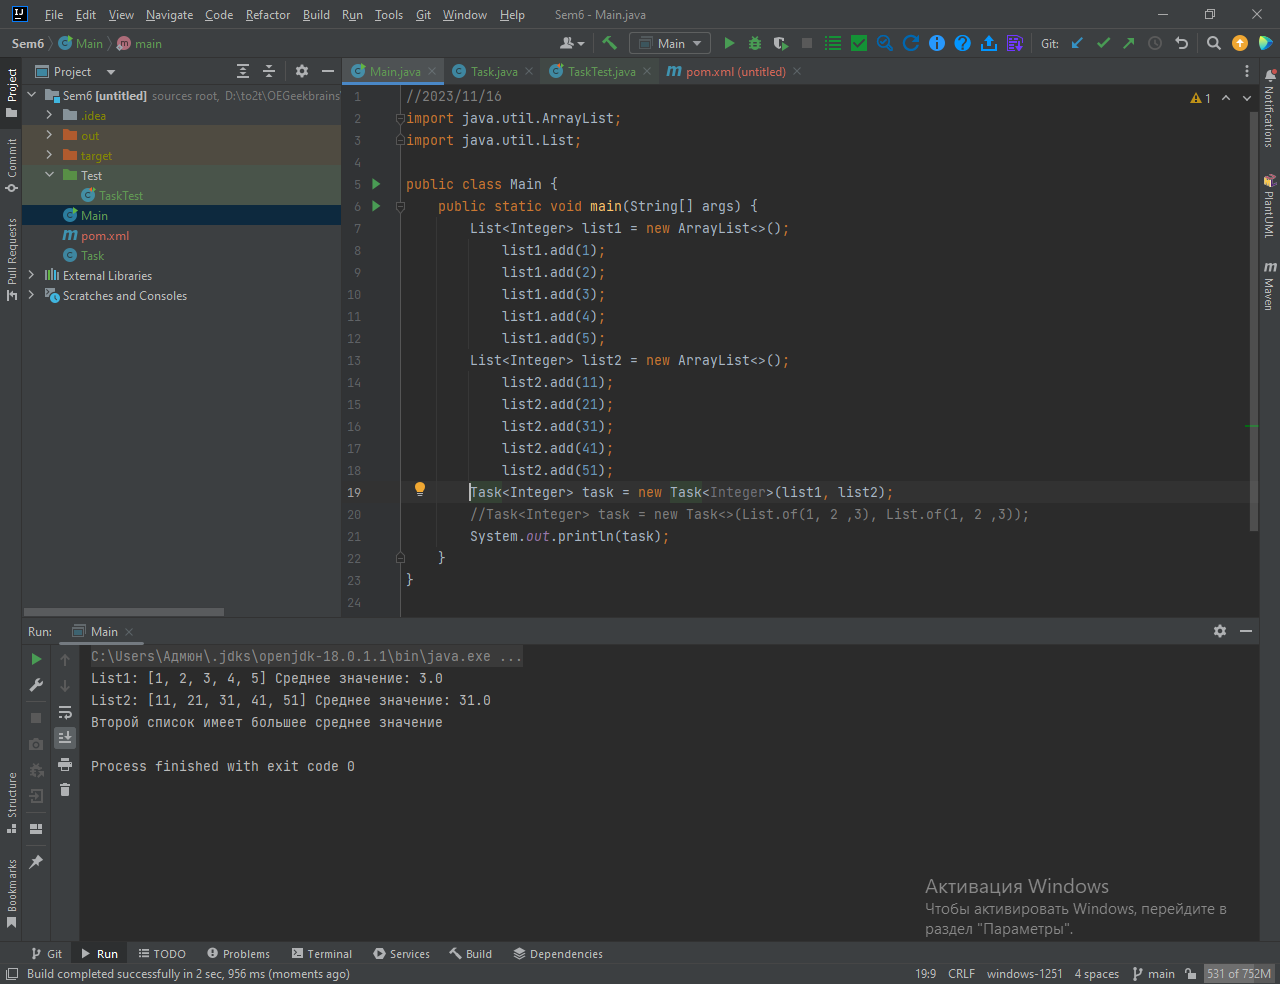 File Edit View Navigate Code Refactor Build Run Tools Git Window Help Sem6 - Main.java
Sem6 Main main Main Git:
Project
Main.java Task.java TaskTest.java pom.xml (untitled)
Sem6 [untitled] sources root, D:\to2t\OEGeekbrains
.idea
out
target
Test
TaskTest
Main
pom.xml
Task
External Libraries
Scratches and Consoles
Project
Commit
Pull Requests
Structure
Bookmarks
1 //2023/11/16
2 import java.util.ArrayList;
3 import java.util.List;
4
5 public class Main {
6 public static void main(String[] args) {
7 List<Integer> list1 = new ArrayList<>();
8 list1.add(1);
9 list1.add(2);
10 list1.add(3);
11 list1.add(4);
12 list1.add(5);
13 List<Integer> list2 = new ArrayList<>();
14 list2.add(11);
15 list2.add(21);
16 list2.add(31);
17 list2.add(41);
18 list2.add(51);
19 Task<Integer> task = new Task<Integer>(list1, list2);
20 //Task<Integer> task = new Task<>(List.of(1, 2 ,3), List.of(1, 2 ,3));
21 System.out.println(task);
22 }
23 }
24
1
Notifications
PlantUML
Maven
Run: Main
C:\Users\Адмюн\.jdks\openjdk-18.0.1.1\bin\java.exe ...
List1: [1, 2, 3, 4, 5] Среднее значение: 3.0
List2: [11, 21, 31, 41, 51] Среднее значение: 31.0
Второй список имеет большее среднее значение
Process finished with exit code 0
Активация Windows
Чтобы активировать Windows, перейдите в
раздел "Параметры".
Git Run TODO Problems Terminal Services Build Dependencies
Build completed successfully in 2 sec, 956 ms (moments ago) 19:9 CRLF windows-1251 4 spaces main 531 of 752M